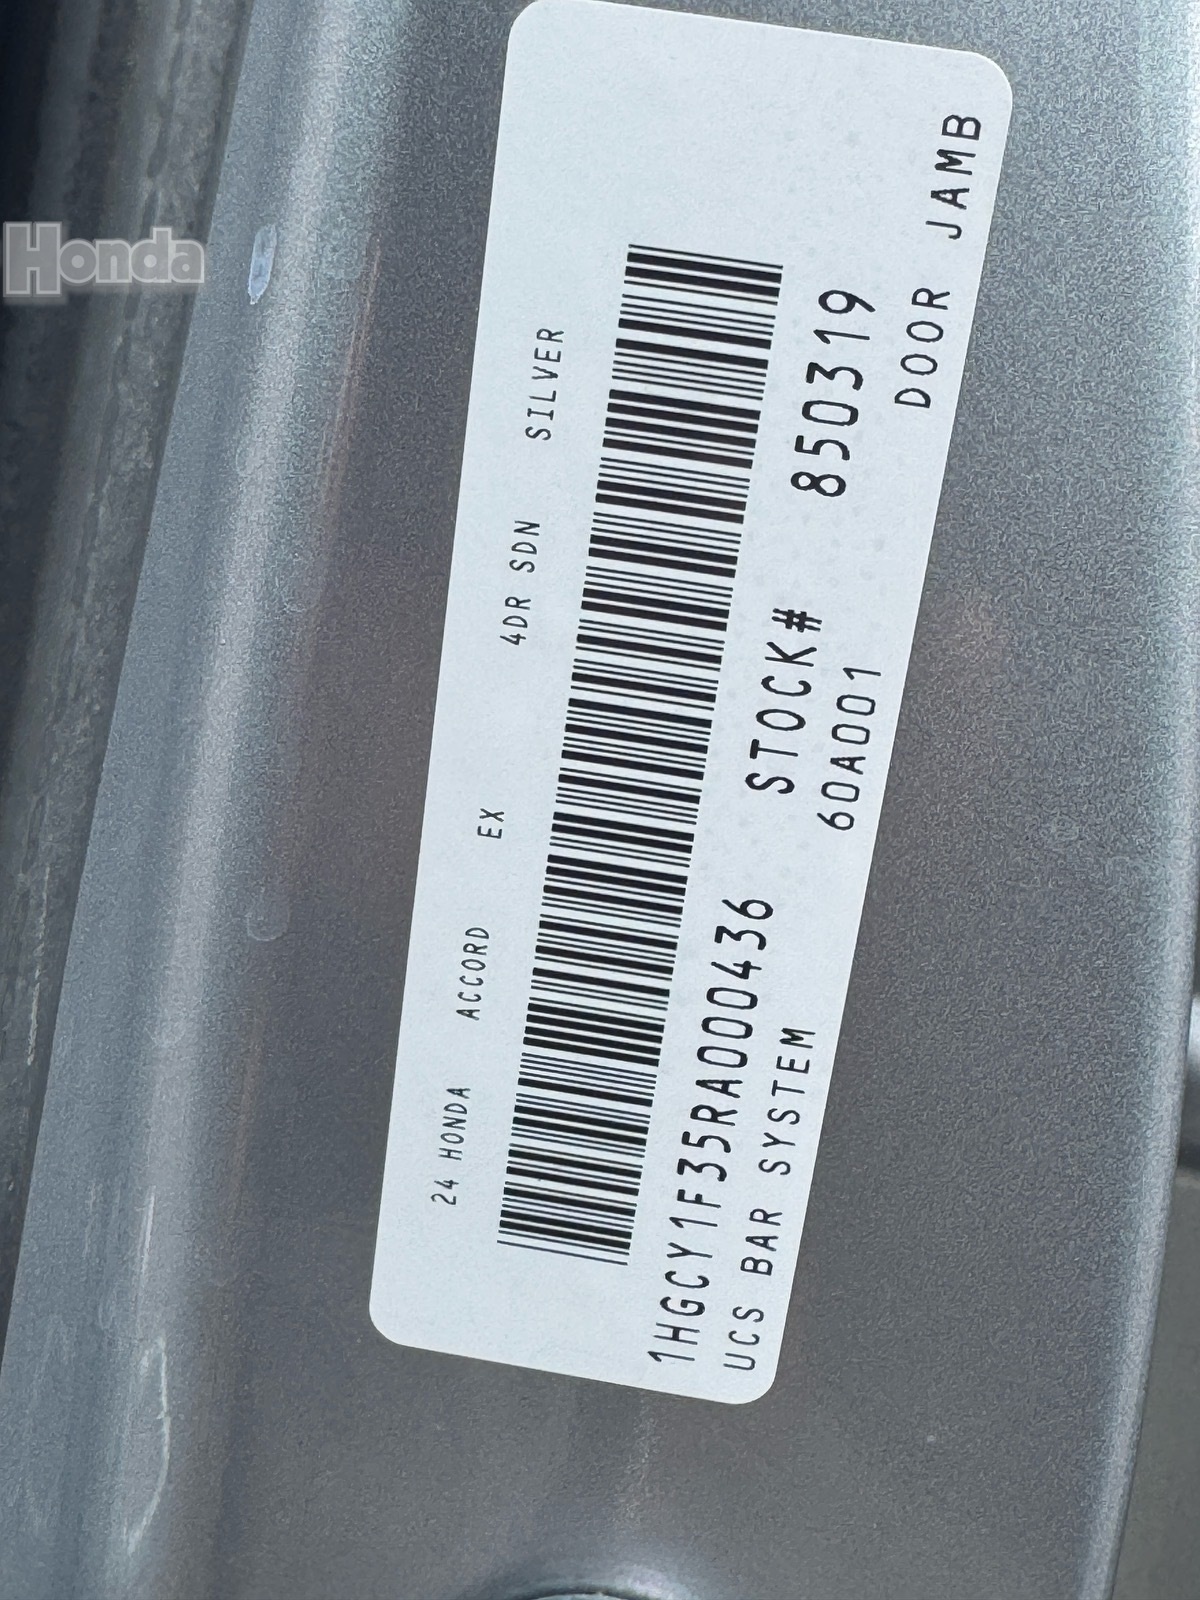 Honda
24 HONDA ACCORD EX 4DR SDN SILVER
1HGCY1F35RA000436 STOCK# 850319
UCS BAR SYSTEM 60A001 DOOR JAMB